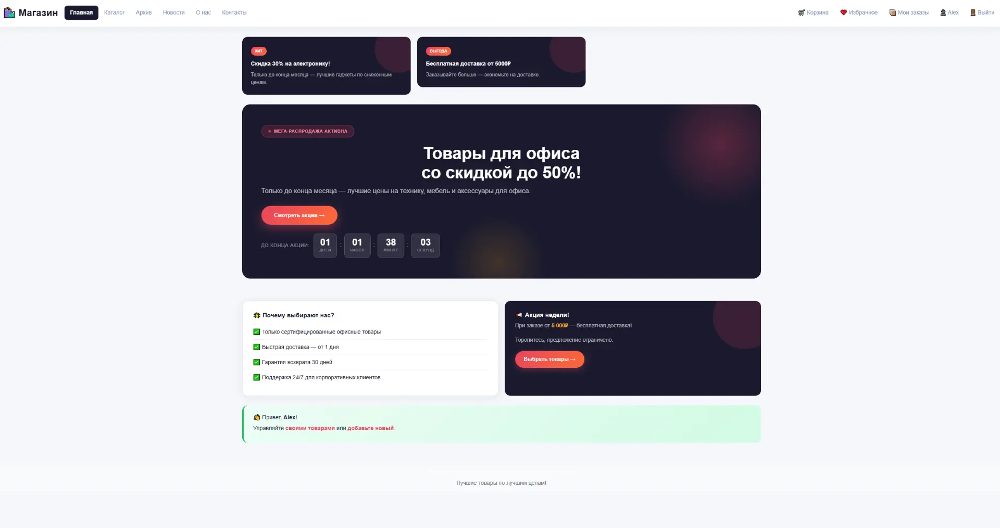 Магазин
Главная
Каталог
Архив
Новости
О нас
Контакты
Корзина
Избранное
Мои заказы
Alex
Выйти
ХИТ
Скидка 30% на электронику!
Только до конца месяца — лучшие гаджеты по сниженным
ценам.
ВЫГОДА
Бесплатная доставка от 5000₽
Заказывайте больше — экономьте на доставке.
МЕГА-РАСПРОДАЖА АКТИВНА
Товары для офиса
со скидкой до 50%!
Только до конца месяца — лучшие цены на технику, мебель и аксессуары для офиса.
Смотреть акции →
ДО КОНЦА АКЦИИ:
01 : 01 : 38 : 03
ДНЕЙ ЧАСОВ МИНУТ СЕКУНД
Почему выбирают нас?
Только сертифицированные офисные товары
Быстрая доставка — от 1 дня
Гарантия возврата 30 дней
Поддержка 24/7 для корпоративных клиентов
Акция недели!
При заказе от 5 000₽ — бесплатная доставка!
Торопитесь, предложение ограничено.
Выбрать товары →
Привет, Alex!
Управляйте своими товарами или добавьте новый.
Лучшие товары по лучшим ценам!